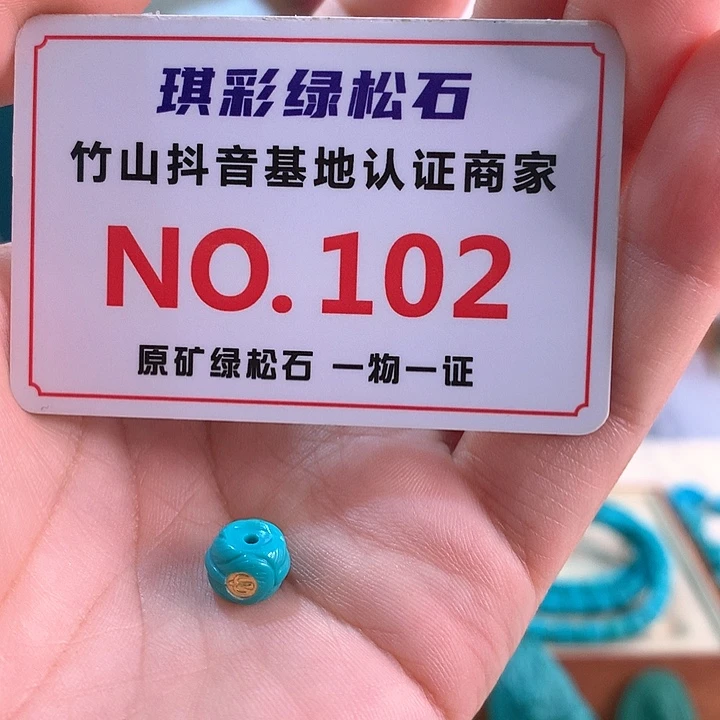 琪彩绿松石
竹山抖音基地认证商家
NO.102
原矿绿松石 一物一证